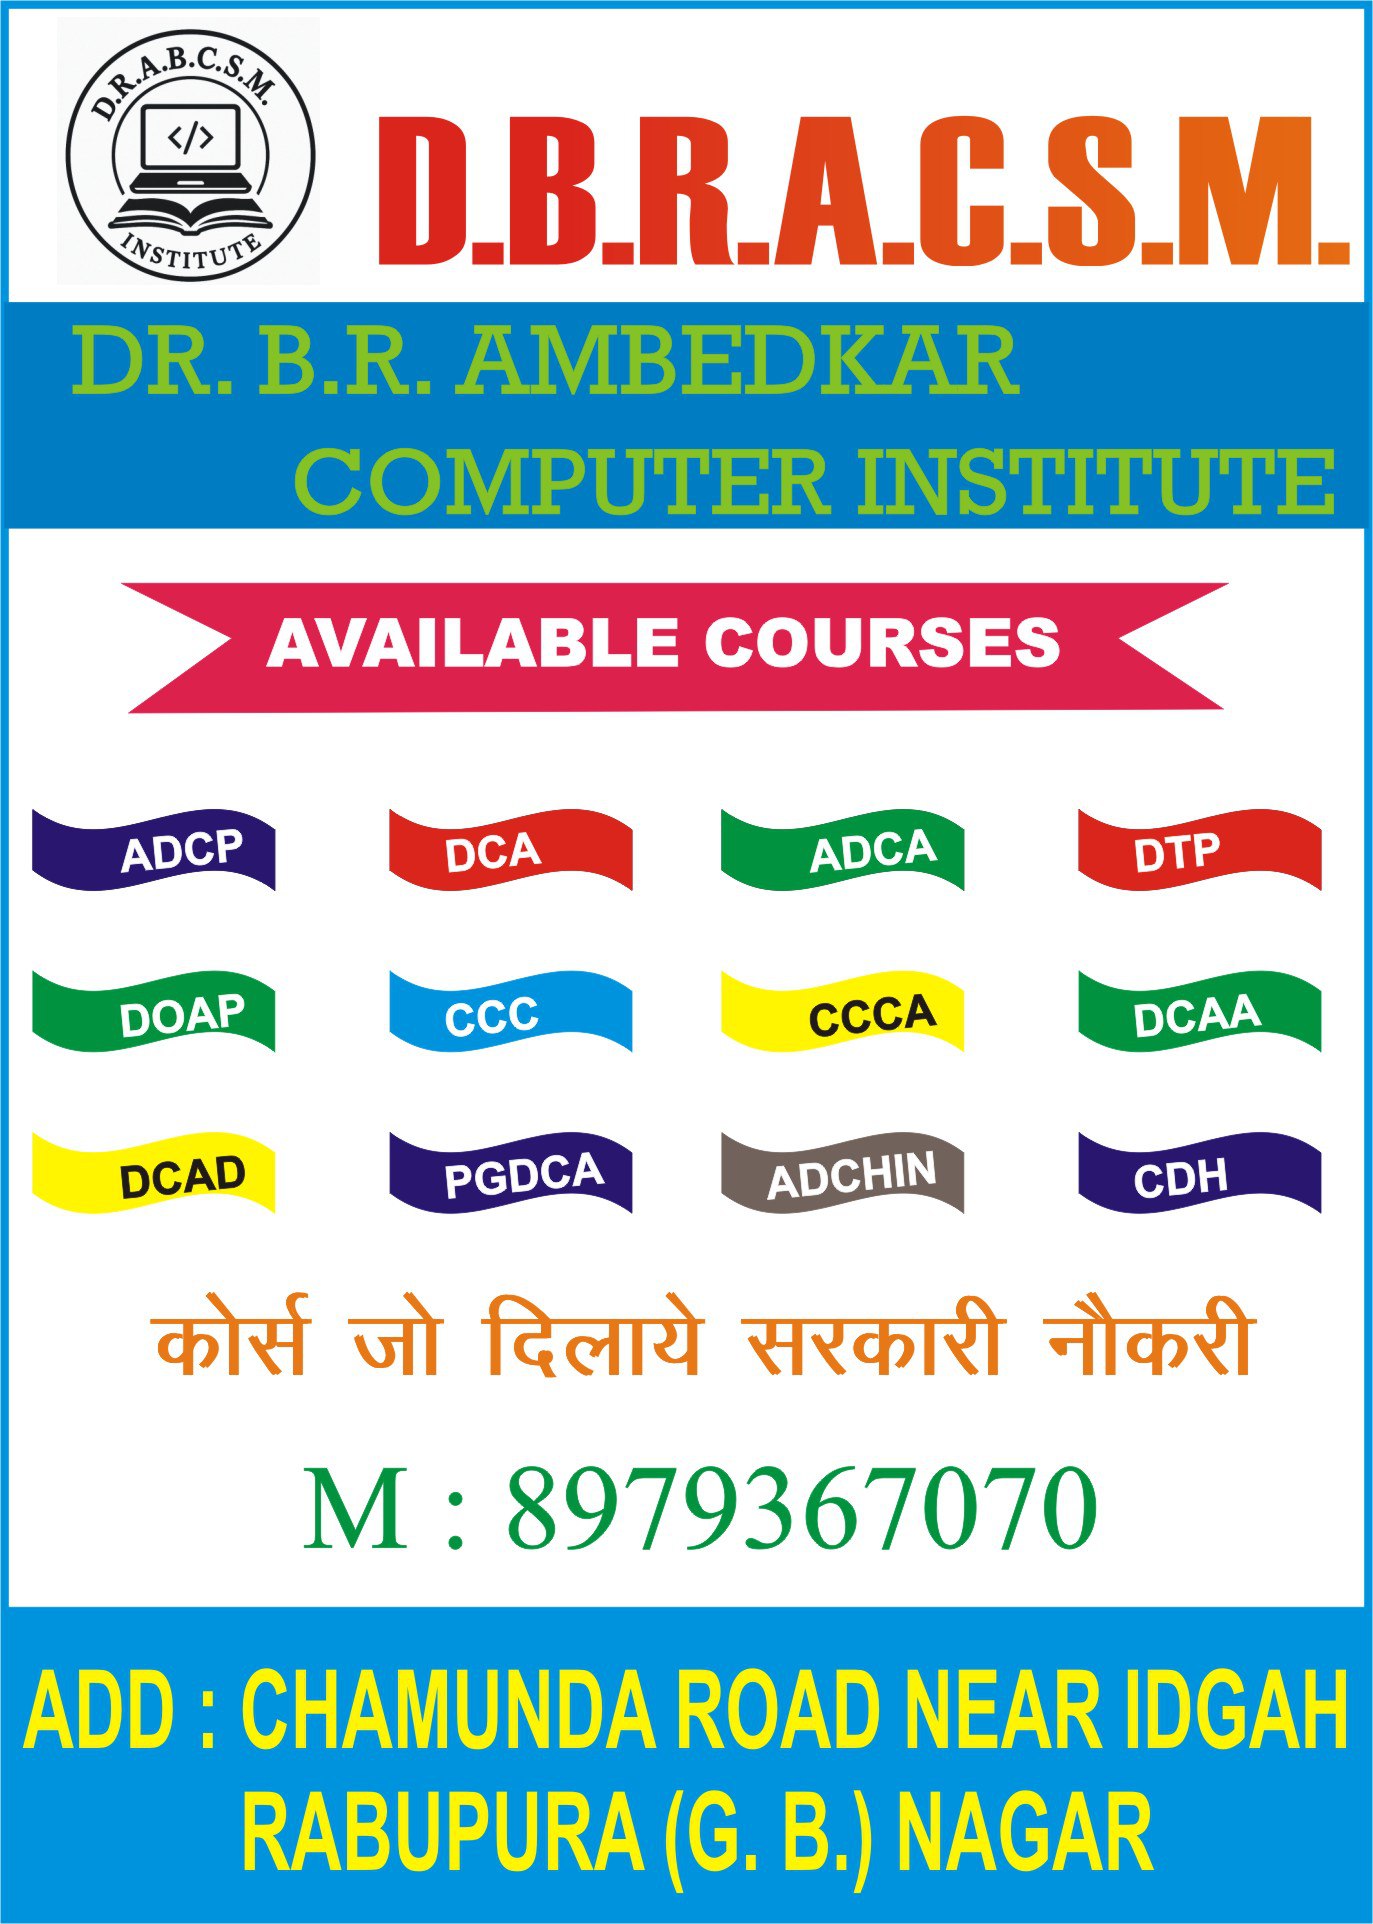 D.R.A.B.C.S.M.
</>
INSTITUTE
D.B.R.A.C.S.M.
DR. B.R. AMBEDKAR
COMPUTER INSTITUTE
AVAILABLE COURSES
ADCP DCA ADCA DTP
DOAP CCC CCCA DCAA
DCAD PGDCA ADCHIN CDH
कोर्स जो दिलाये सरकारी नौकरी
M : 8979367070
ADD : CHAMUNDA ROAD NEAR IDGAH
RABUPURA (G. B.) NAGAR